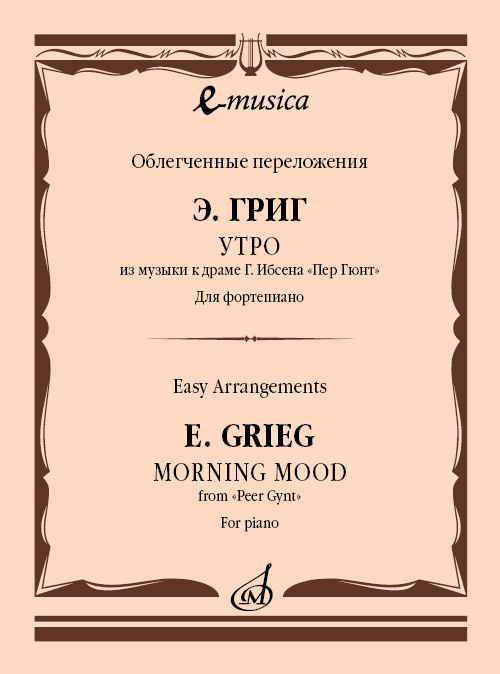 e-musica
Облегченные переложения
Э. ГРИГ
УТРО
из музыки к драме Г. Ибсена «Пер Гюнт»
Для фортепиано
Easy Arrangements
E. GRIEG
MORNING MOOD
from «Peer Gynt»
For piano